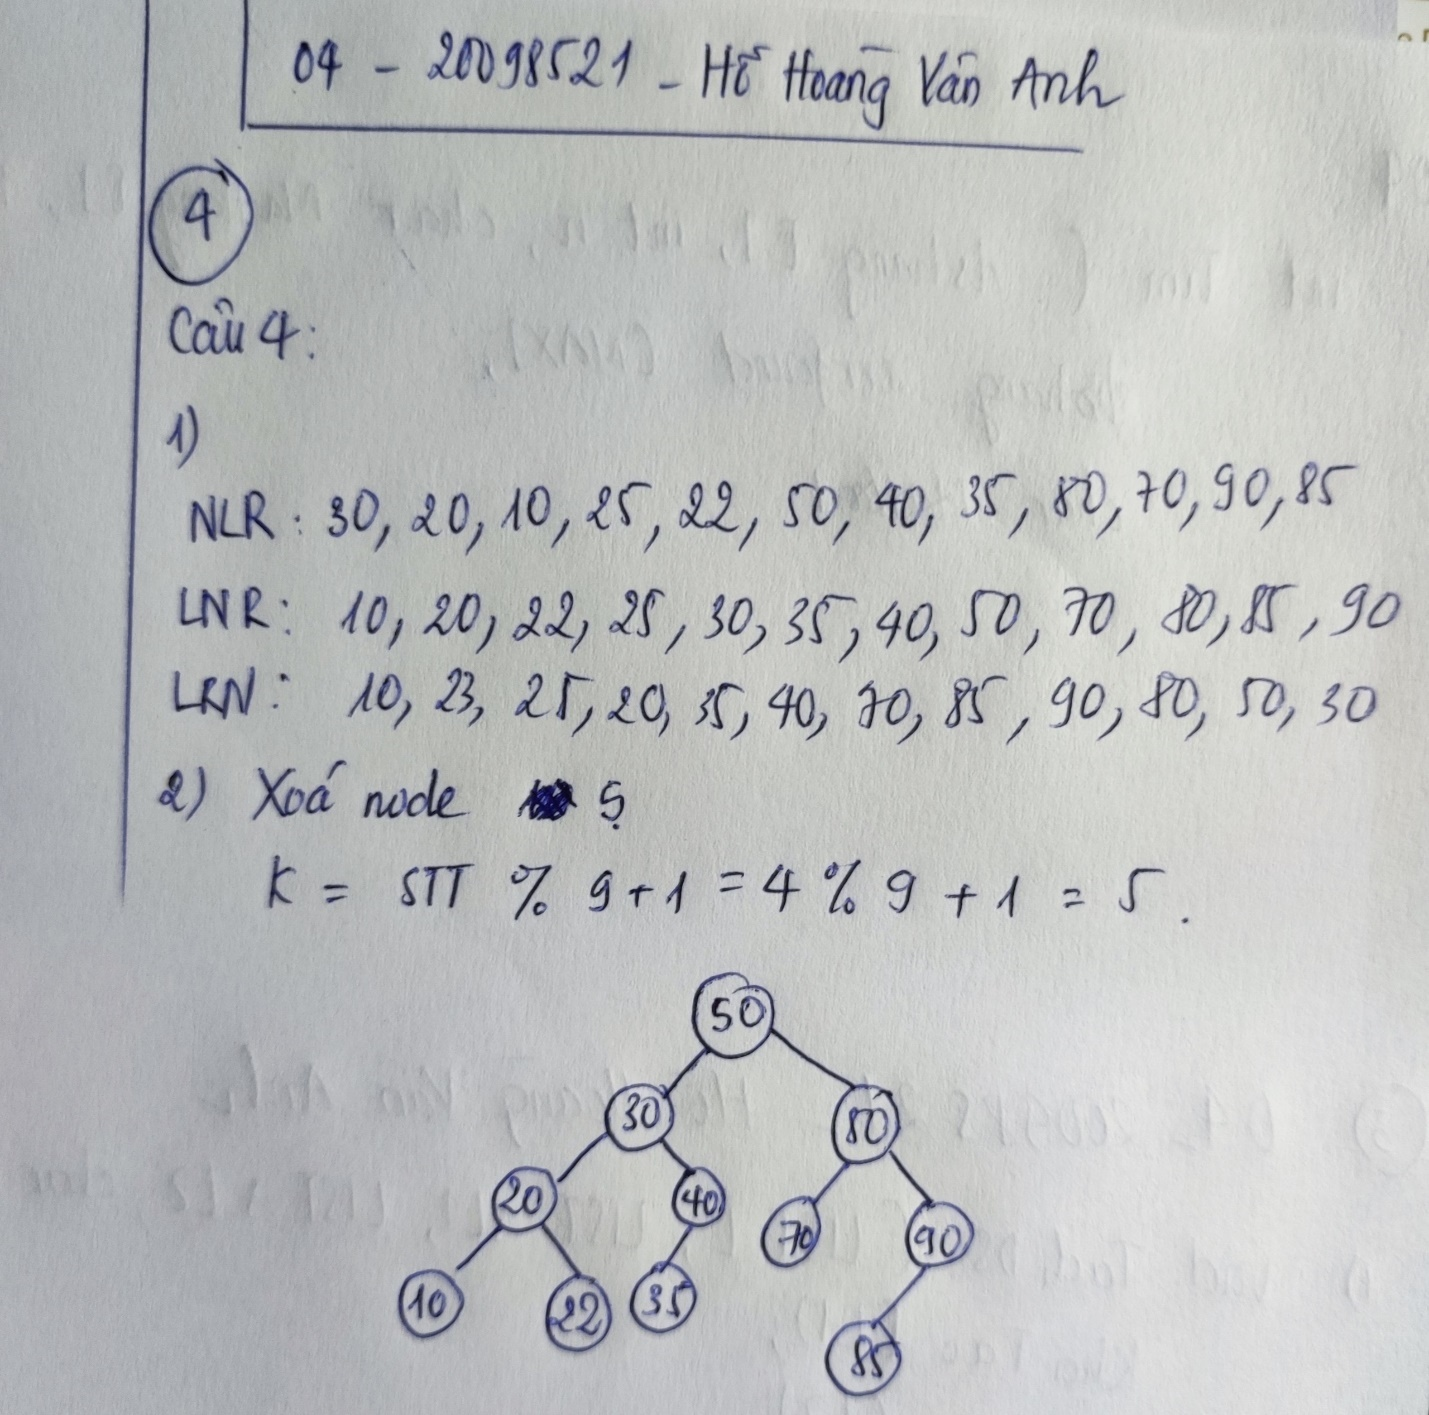 04 - 20098521 - Hồ Hoàng Vân Anh
4
Câu 4:
1)
NLR: 30, 20, 10, 25, 22, 50, 40, 35, 80, 70, 90, 85
LNR: 10, 20, 22, 25, 30, 35, 40, 50, 70, 80, 85, 90
LRN: 10, 23, 25, 20, 35, 40, 70, 85, 90, 80, 50, 30
2) Xoá node 5.
K = STT % 9 + 1 = 4 % 9 + 1 = 5.
50
30 80
20 40 70 90
10 22 35 85